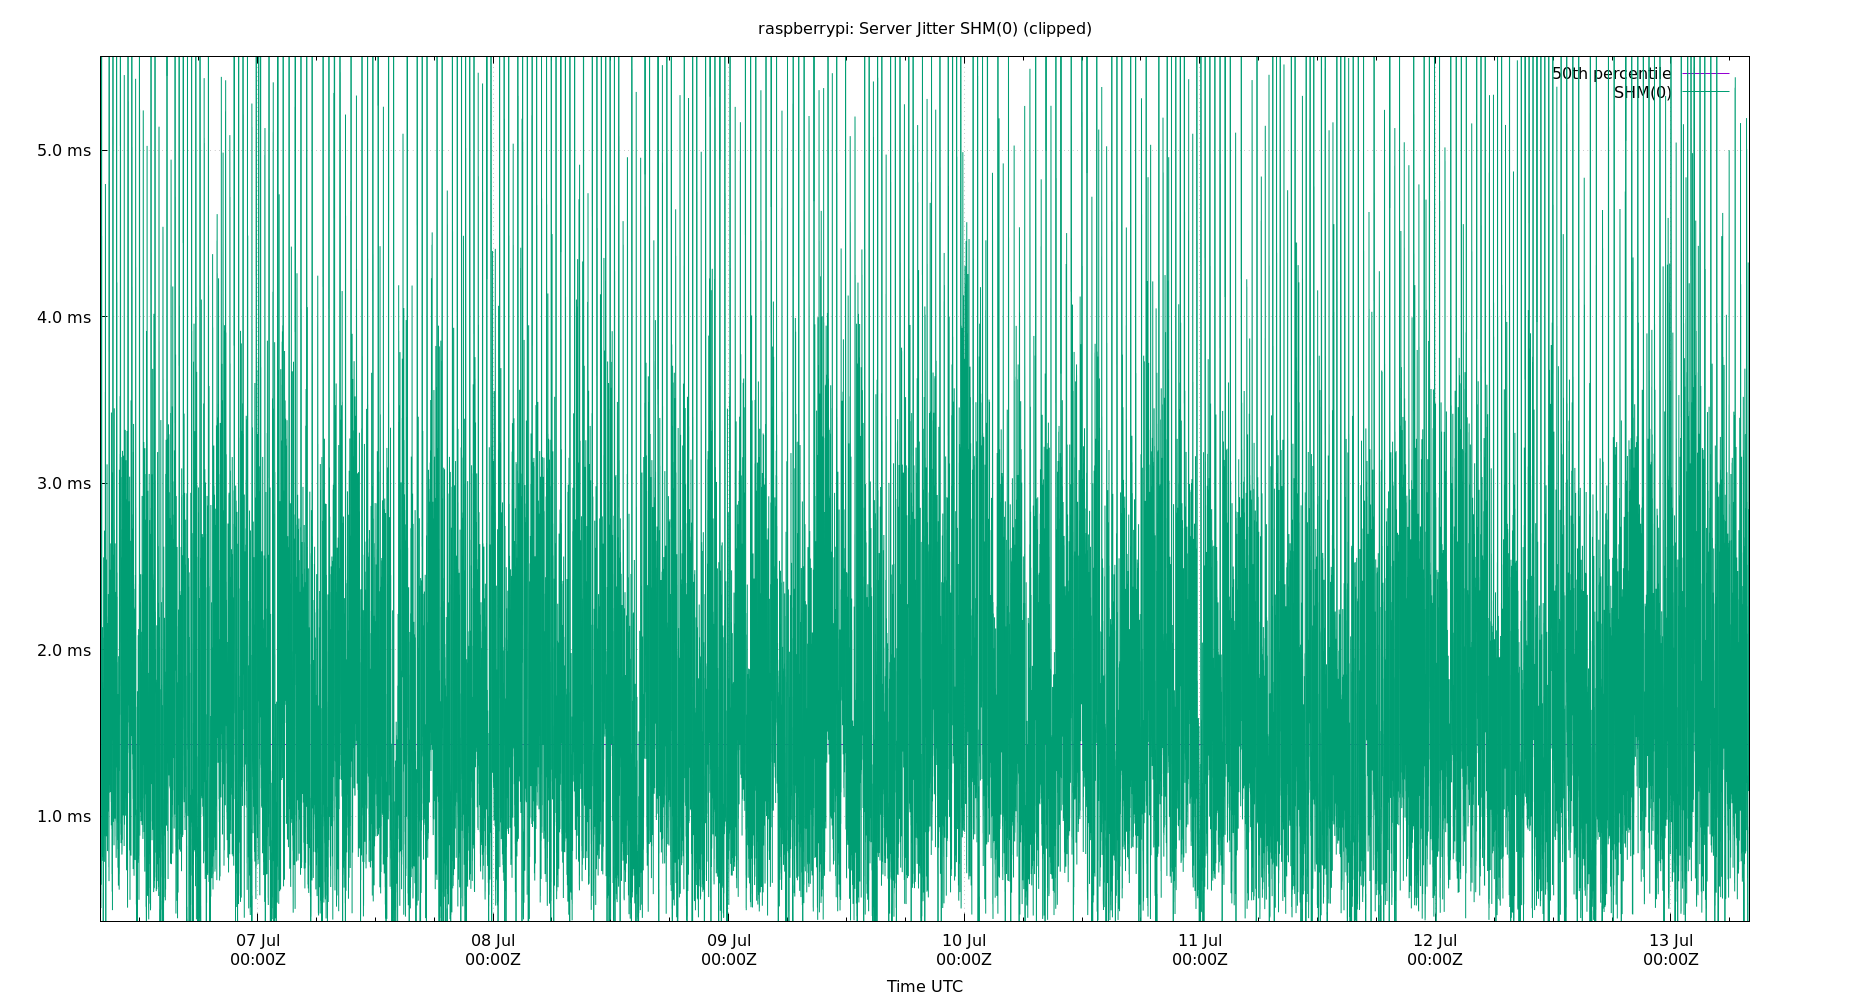 raspberrypi: Server Jitter SHM(0) (clipped)
50th percentile
SHM(0)
5.0 ms
4.0 ms
3.0 ms
2.0 ms
1.0 ms
07 Jul 08 Jul 09 Jul 10 Jul 11 Jul 12 Jul 13 Jul
00:00Z 00:00Z 00:00Z 00:00Z 00:00Z 00:00Z 00:00Z
Time UTC